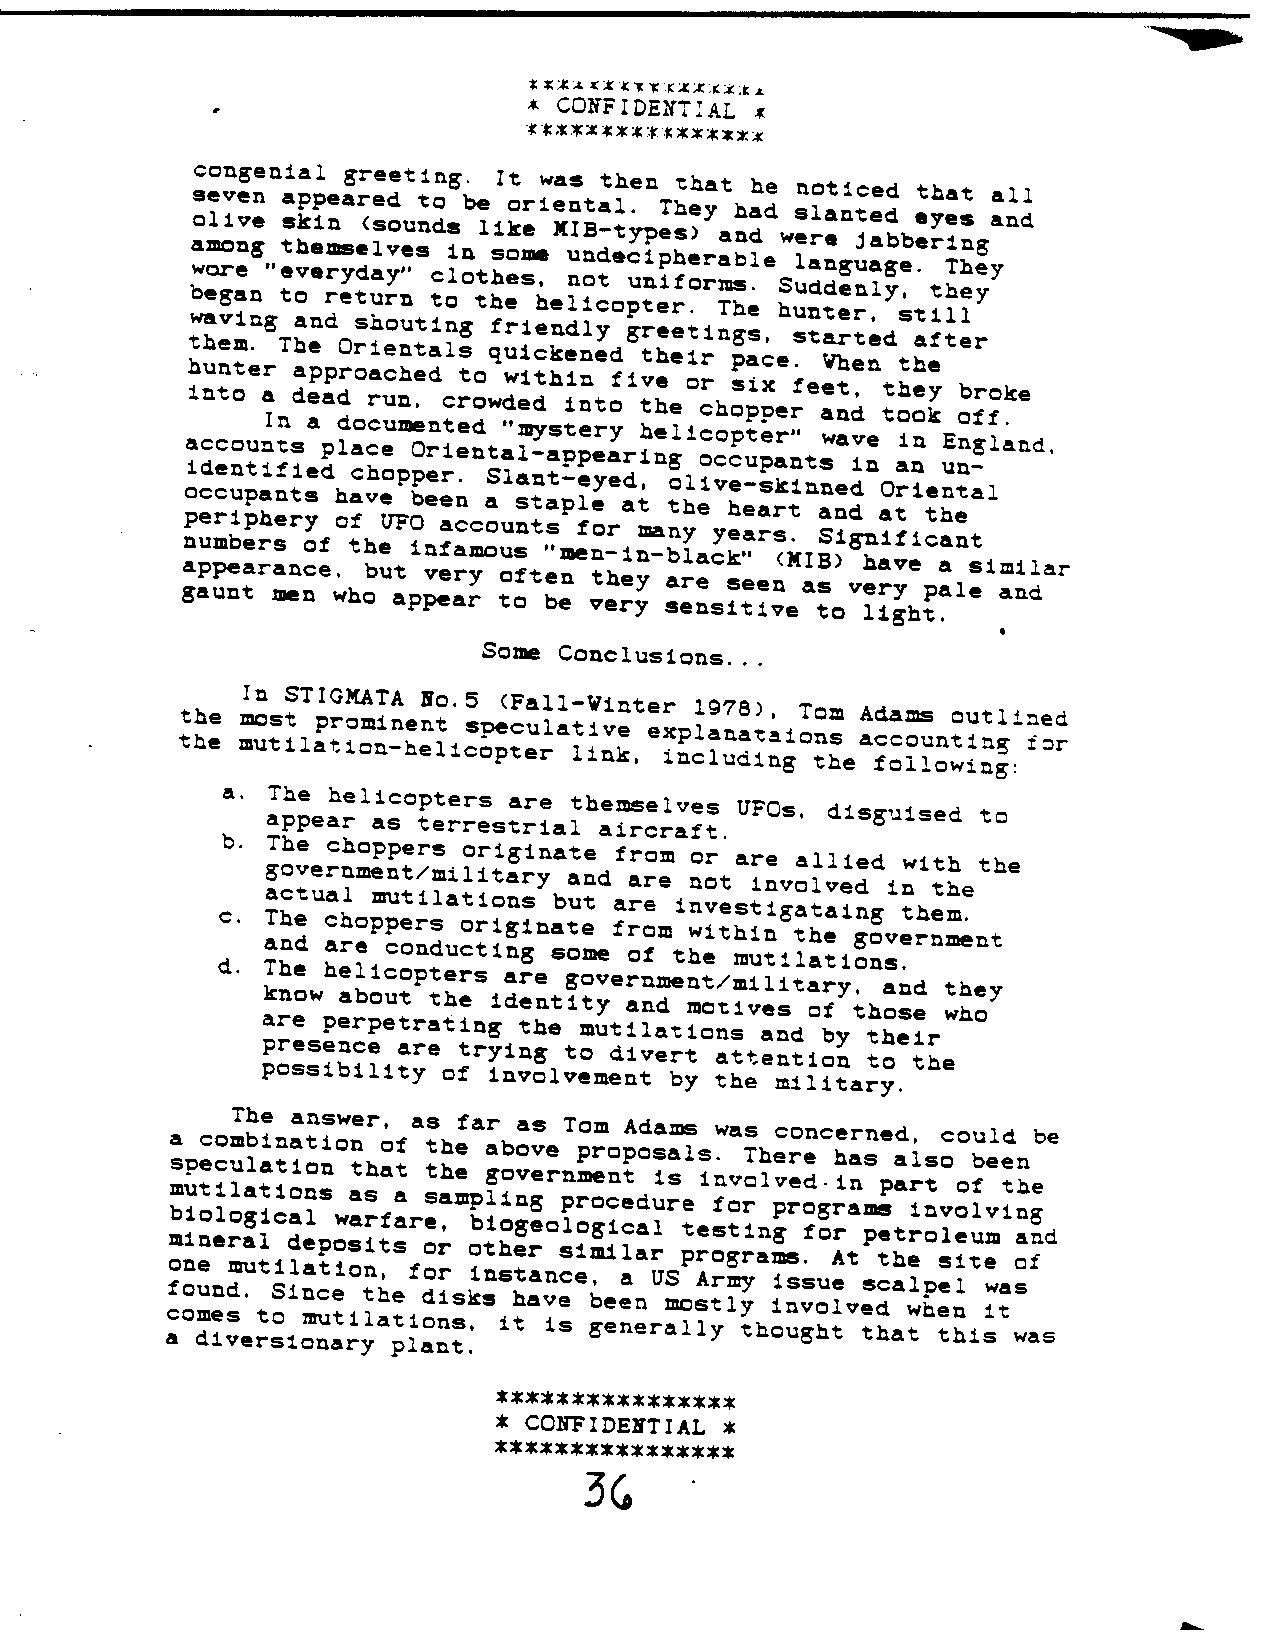 ****************
* CONFIDENTIAL *
****************
congenial greeting. It was then that he noticed that all
seven appeared to be oriental. They had slanted eyes and
olive skin (sounds like MIB-types) and were jabbering
among themselves in some undecipherable language. They
wore "everyday" clothes, not uniforms. Suddenly, they
began to return to the helicopter. The hunter, still
waving and shouting friendly greetings, started after
them. The Orientals quickened their pace. When the
hunter approached to within five or six feet, they broke
into a dead run, crowded into the chopper and took off.
In a documented "mystery helicopter" wave in England,
accounts place Oriental-appearing occupants in an un-
identified chopper. Slant-eyed, olive-skinned Oriental
occupants have been a staple at the heart and at the
periphery of UFO accounts for many years. Significant
numbers of the infamous "men-in-black" (MIB) have a similar
appearance, but very often they are seen as very pale and
gaunt men who appear to be very sensitive to light.
Some Conclusions...
In STIGMATA No.5 (Fall-Winter 1978), Tom Adams outlined
the most prominent speculative explanataions accounting for
the mutilation-helicopter link, including the following:
a. The helicopters are themselves UFOs, disguised to
appear as terrestrial aircraft.
b. The choppers originate from or are allied with the
government/military and are not involved in the
actual mutilations but are investigataing them.
c. The choppers originate from within the government
and are conducting some of the mutilations.
d. The helicopters are government/military, and they
know about the identity and motives of those who
are perpetrating the mutilations and by their
presence are trying to divert attention to the
possibility of involvement by the military.
The answer, as far as Tom Adams was concerned, could be
a combination of the above proposals. There has also been
speculation that the government is involved in part of the
mutilations as a sampling procedure for programs involving
biological warfare, biogeological testing for petroleum and
mineral deposits or other similar programs. At the site of
one mutilation, for instance, a US Army issue scalpel was
found. Since the disks have been mostly involved when it
comes to mutilations, it is generally thought that this was
a diversionary plant.
****************
* CONFIDENTIAL *
****************
36